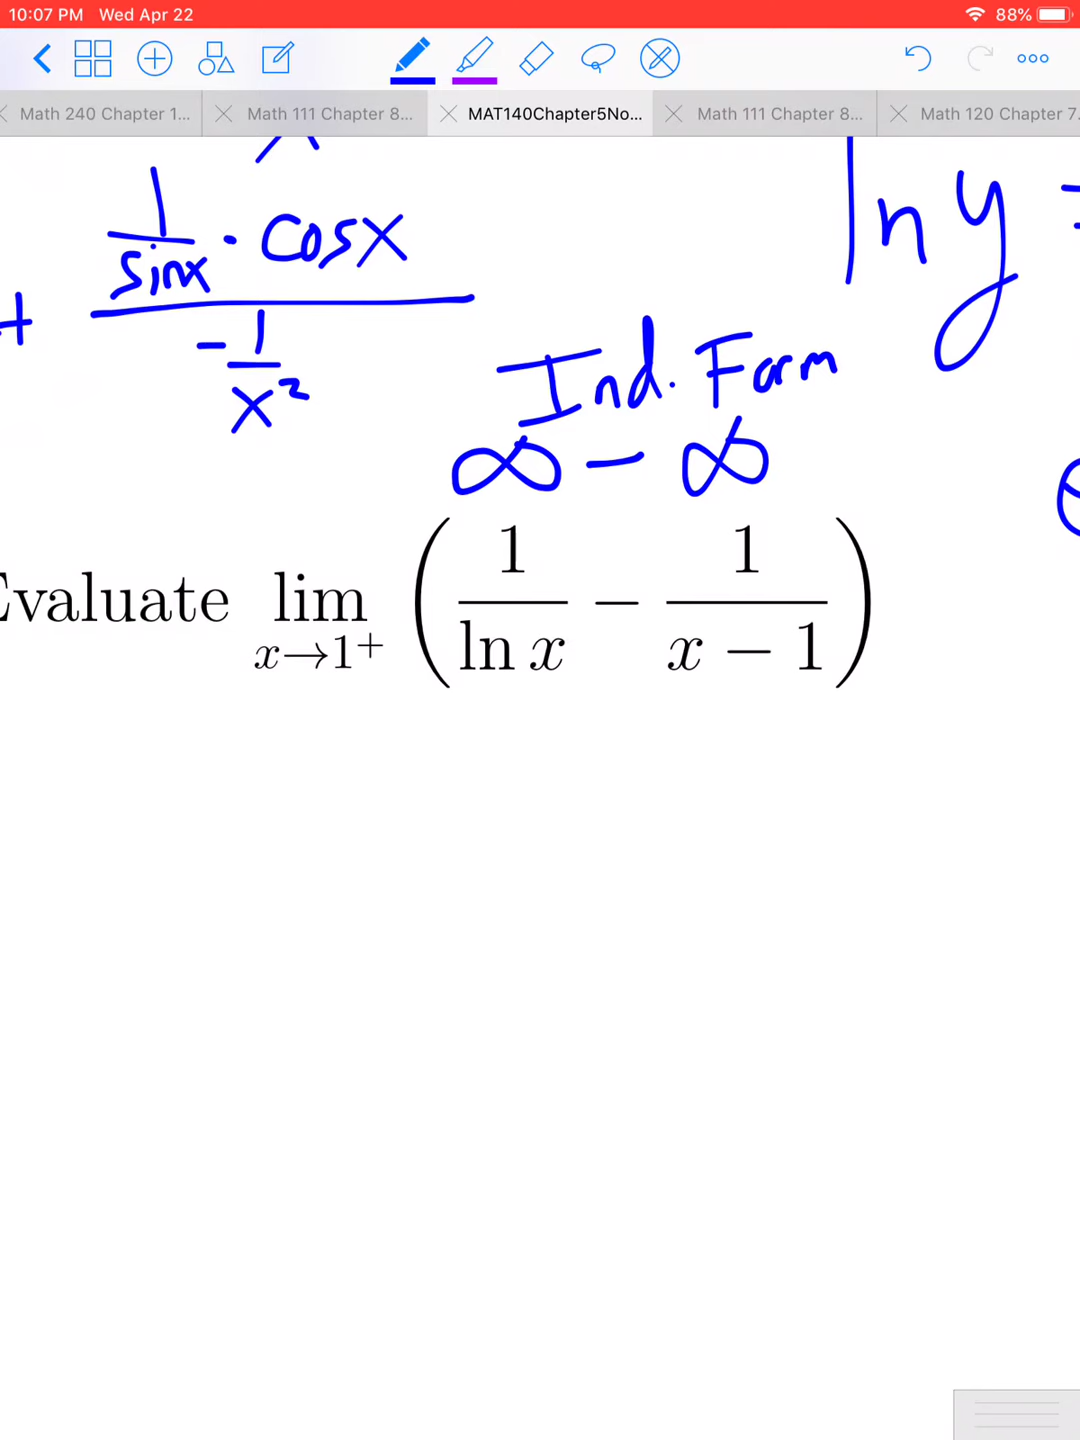 10:07 PM Wed Apr 22 88%
Math 240 Chapter 1... Math 111 Chapter 8... MAT140Chapter5No... Math 111 Chapter 8... Math 120 Chapter 7.
1/sinx · cosx
+
-1/x²
ln y =
Ind. Form
∞ - ∞
Evaluate lim x→1⁺ (1/ln x − 1/(x − 1))